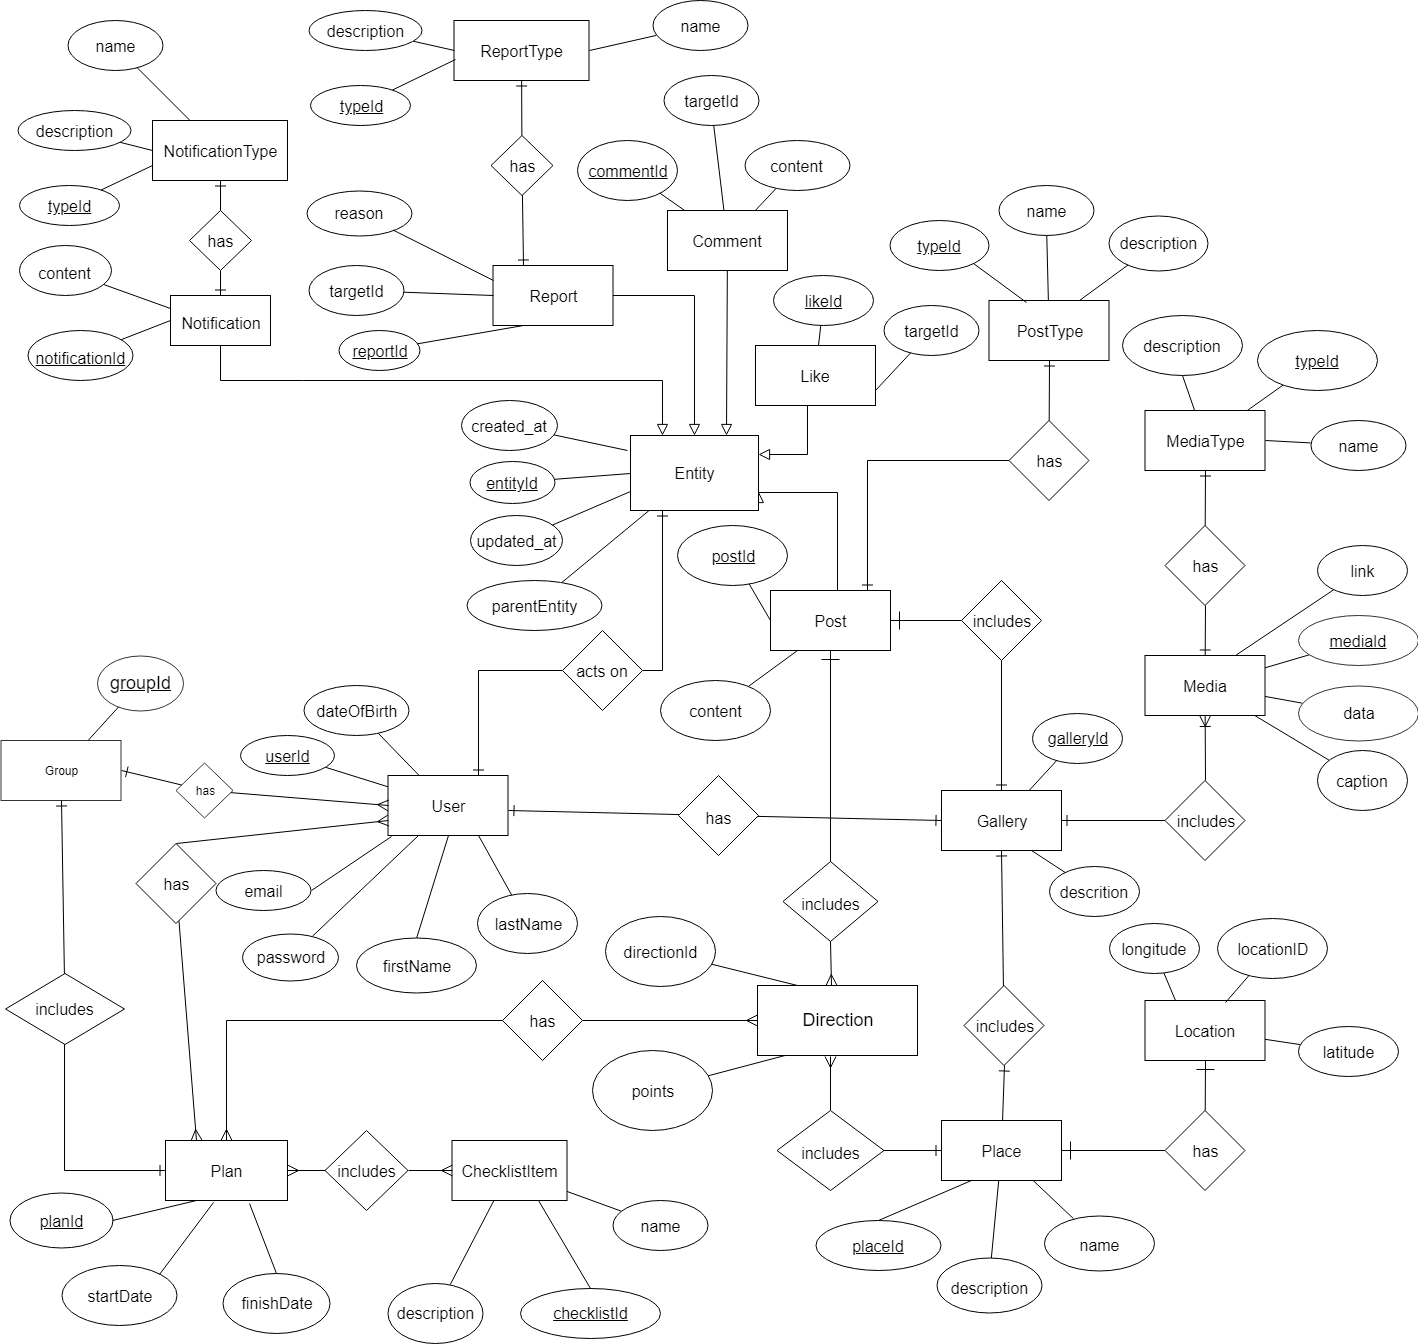 description
ReportType
name
name
typeId
targetId
description
NotificationType
content
commentId
has
typeId
name
reason
Comment
has
description
typeId
content
targetId
Report
likeId
notificationId
Notification
targetId
PostType
reportId
description
typeId
Like
created_at
MediaType
name
has
Entity
entityId
updated_at
postId
has
link
parentEntity
Post
includes
mediaId
acts on
Media
groupId
dateOfBirth
content
data
galleryId
userId
Group
caption
has
User
has
Gallery
includes
has
email
descrition
includes
lastName
password
firstName
directionId
longitude
locationID
includes
has
Direction
includes
Location
latitude
points
Plan
includes
ChecklistItem
includes
Place
has
planId
name
placeId
name
startDate
finishDate
description
checklistId
description